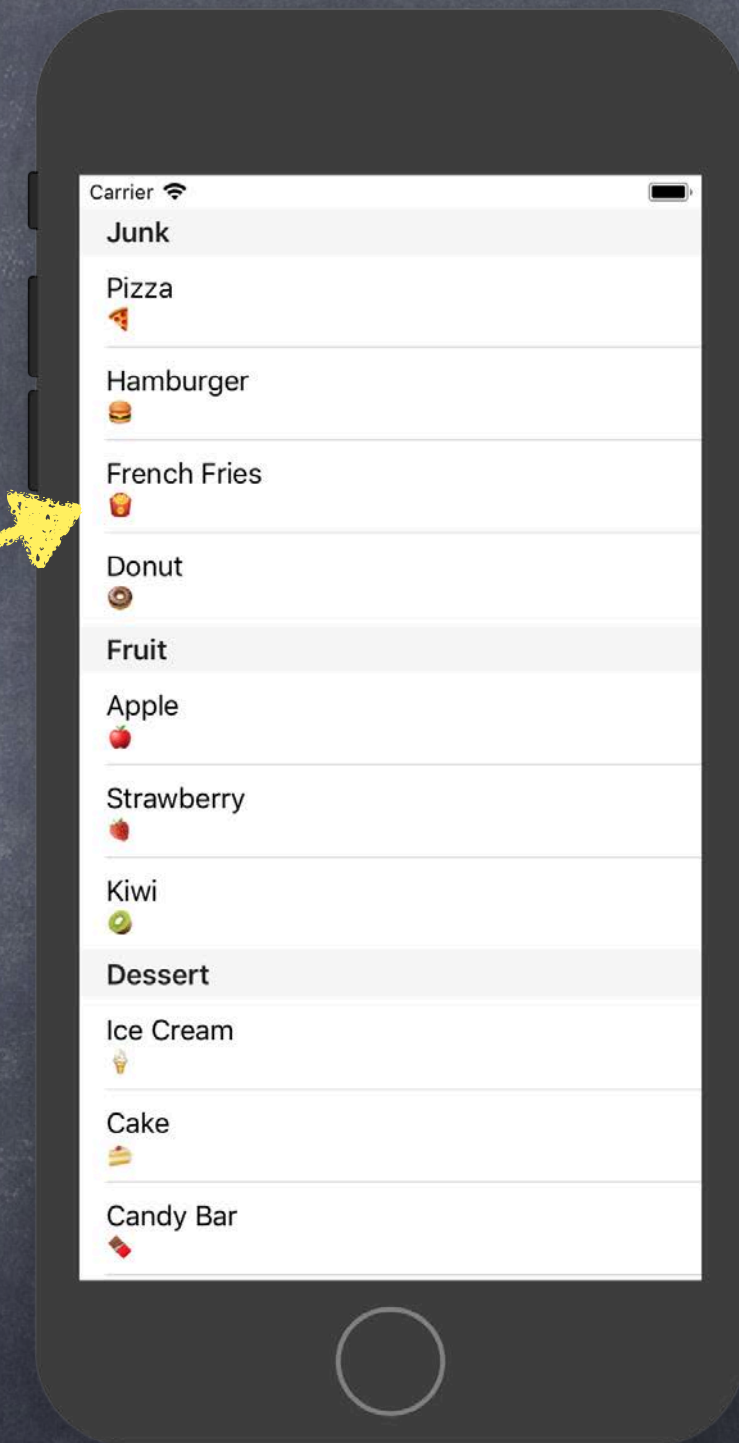 Carrier
Junk
Pizza
🍕
Hamburger
🍔
French Fries
🍟
Donut
🍩
Fruit
Apple
🍎
Strawberry
🍓
Kiwi
🥝
Dessert
Ice Cream
🍦
Cake
🍰
Candy Bar
🍫